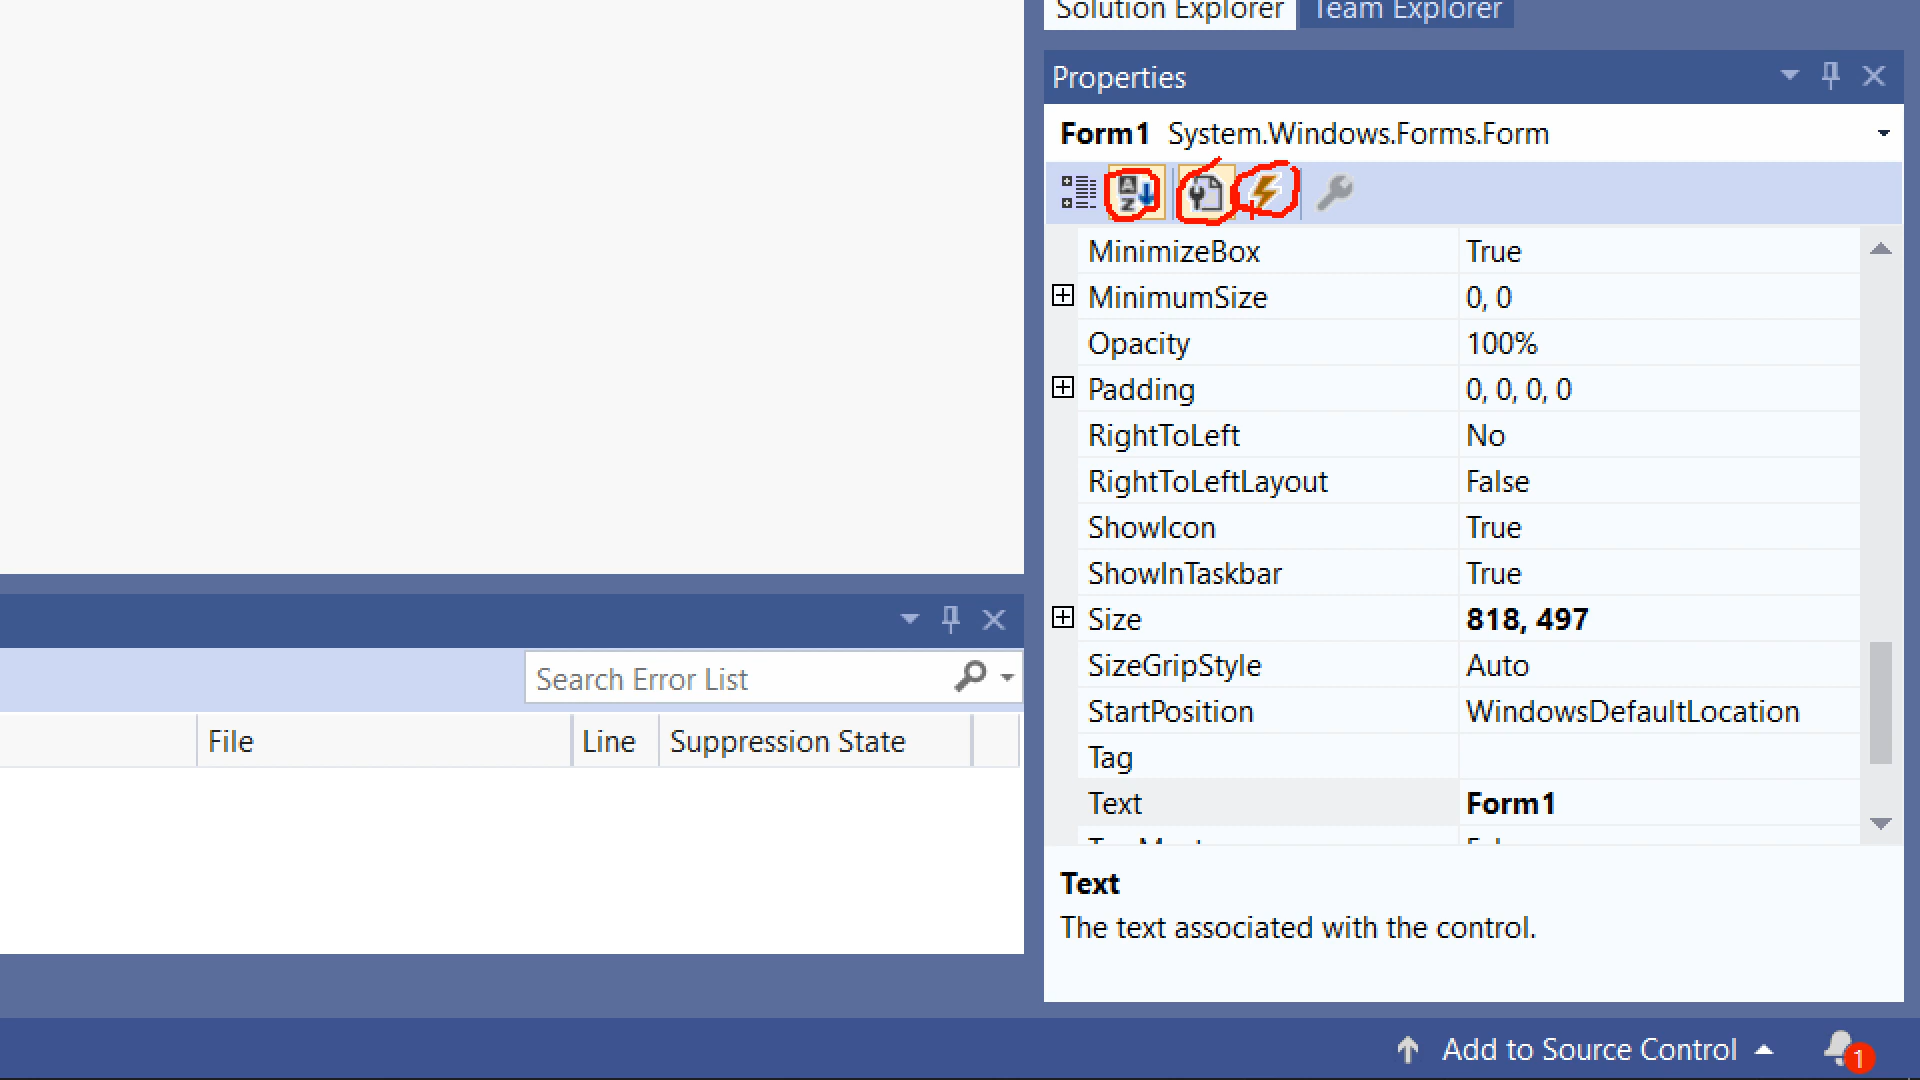 Solution Explorer Team Explorer
Properties
Form1 System.Windows.Forms.Form
MinimizeBox True
MinimumSize 0, 0
Opacity 100%
Padding 0, 0, 0, 0
RightToLeft No
RightToLeftLayout False
ShowIcon True
ShowInTaskbar True
Size 818, 497
SizeGripStyle Auto
StartPosition WindowsDefaultLocation
Tag
Text Form1
Text
The text associated with the control.
Search Error List
File Line Suppression State
Add to Source Control 1